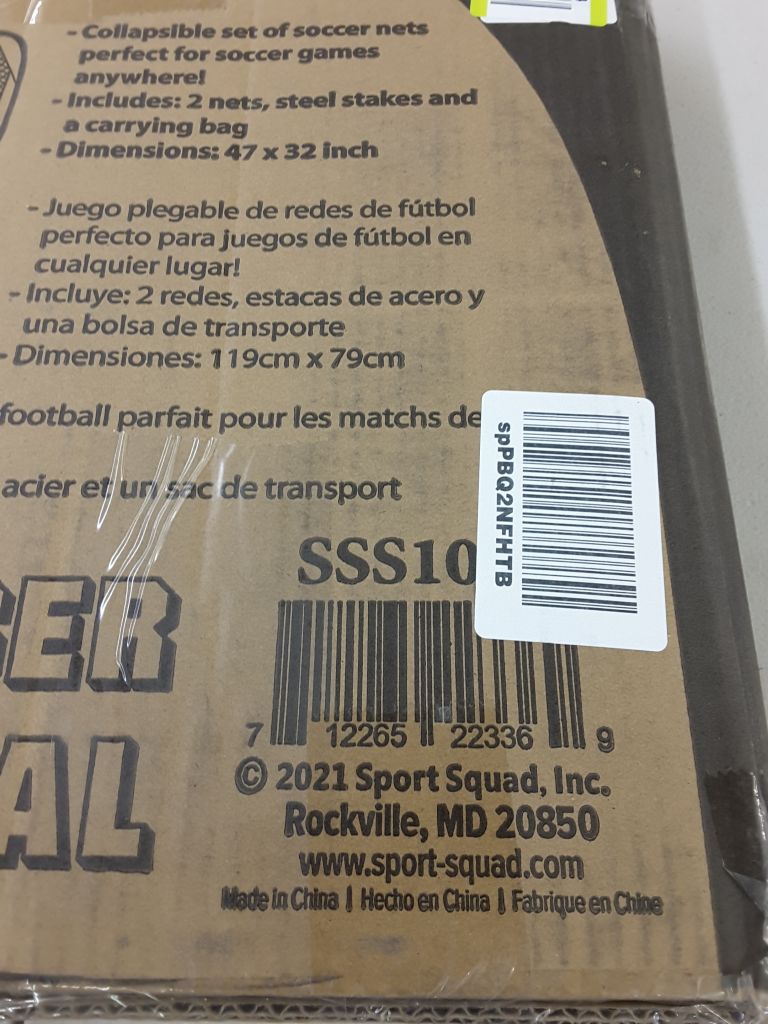 - Collapsible set of soccer nets
perfect for soccer games
anywhere!
- Includes: 2 nets, steel stakes and
a carrying bag
- Dimensions: 47 x 32 inch
- Juego plegable de redes de fútbol
perfecto para juegos de fútbol en
cualquier lugar!
- Incluye: 2 redes, estacas de acero y
una bolsa de transporte
- Dimensiones: 119cm x 79cm
football parfait pour les matchs de
acier et un sac de transport
spPBQ2NFHTB
SSS10
ER
AL
7 12265 22336 9
© 2021 Sport Squad, Inc.
Rockville, MD 20850
www.sport-squad.com
Made in China | Hecho en China | Fabrique en Chine